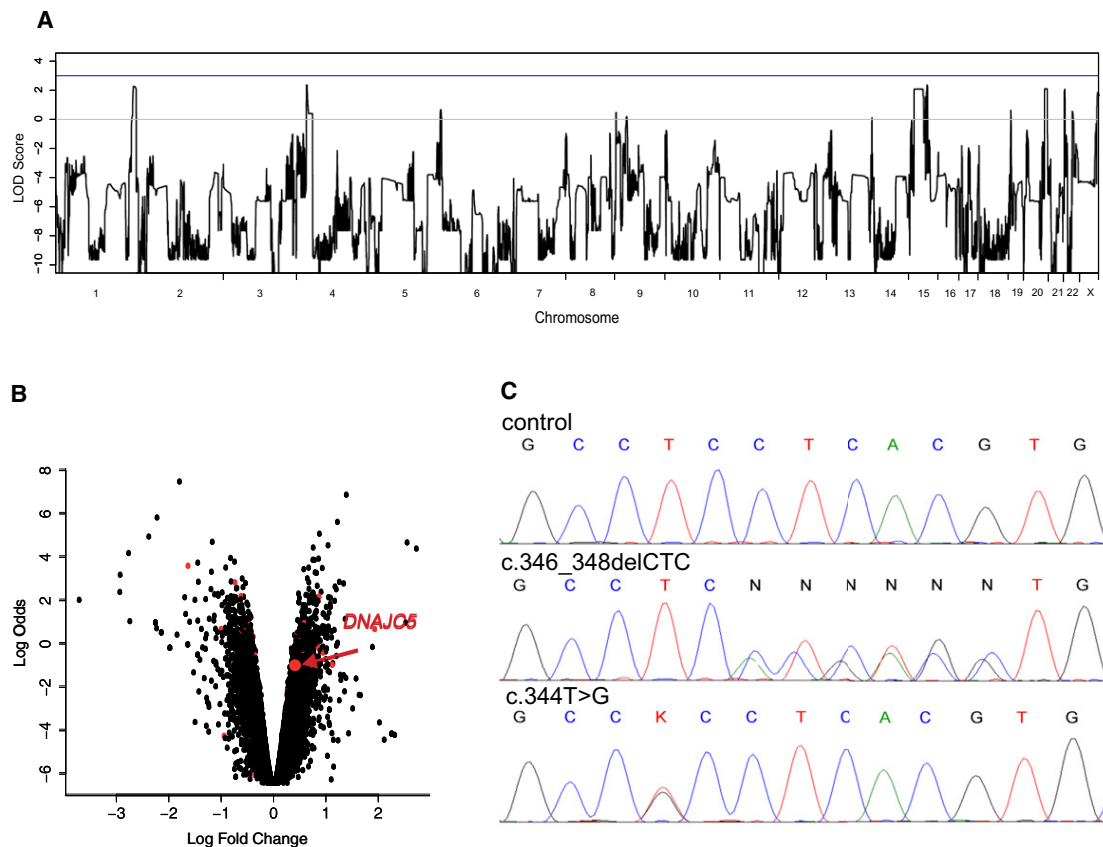 A
4
2
0
−2
−4
−6
−8
−10
LOD Score
1 2 3 4 5 6 7 8 9 10 11 12 13 14 15 16 17 18 19 20 21 22 X
Chromosome
B
8
6
4
2
0
−2
−4
−6
Log Odds
DNAJC5
−3 −2 −1 0 1 2
Log Fold Change
C
control
G C C T C C T C A C G T G
c.346_348delCTC
G C C T C N N N N N N T G
c.344T>G
G C C K C C T C A C G T G